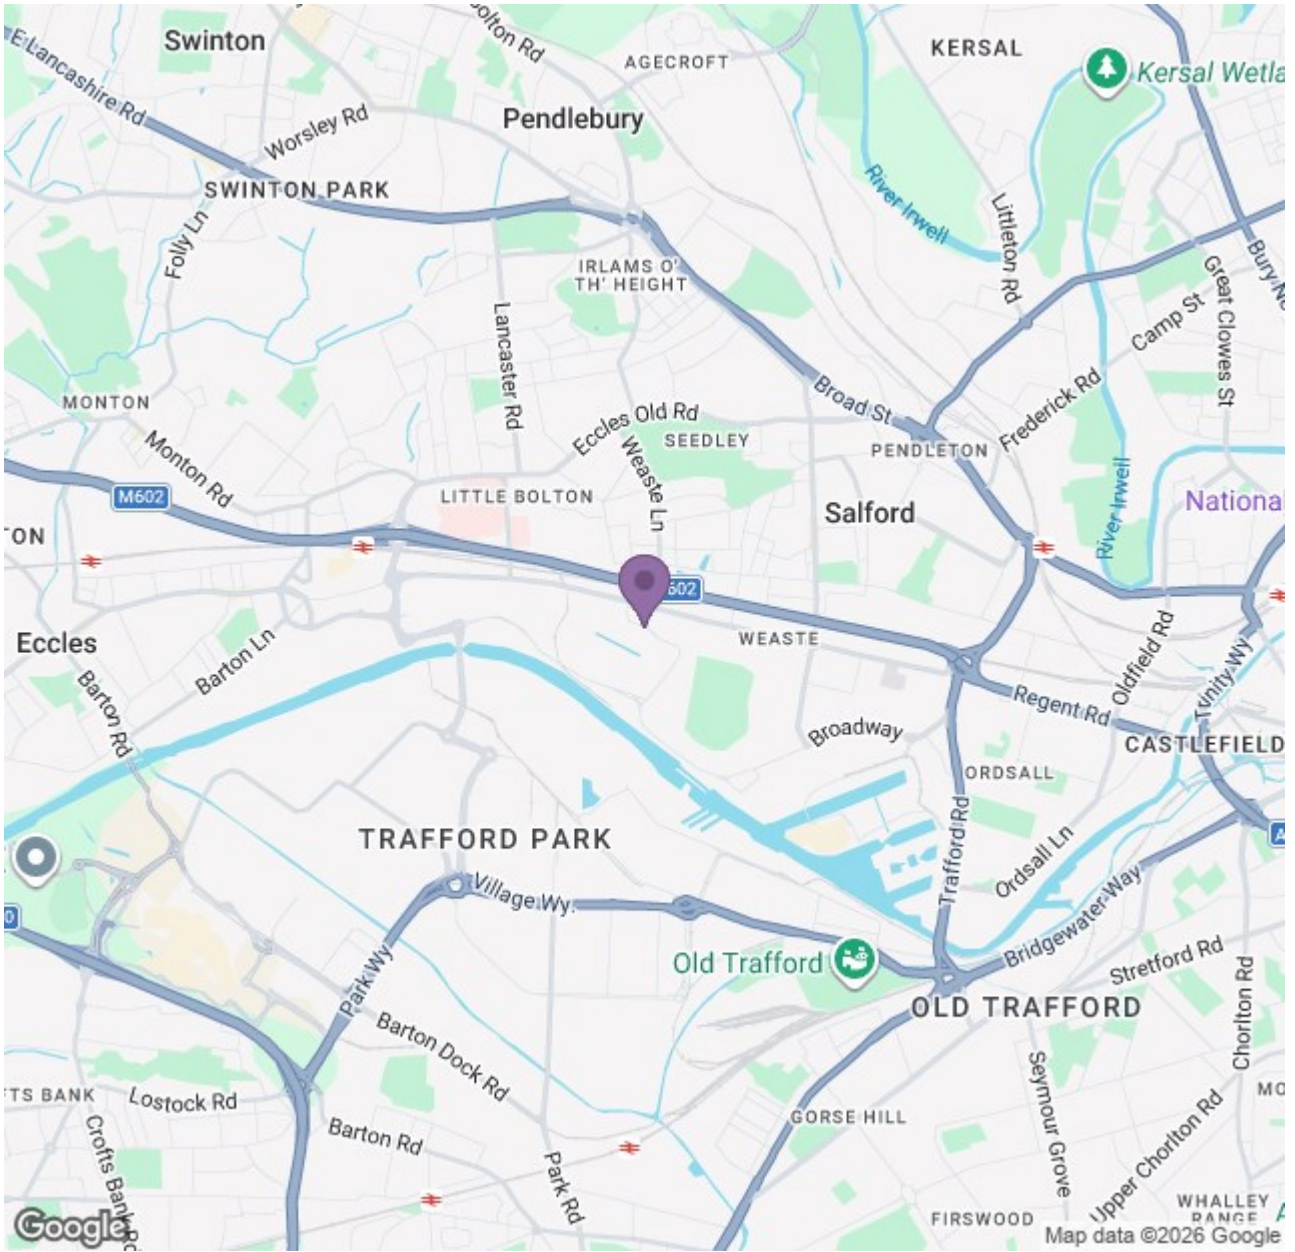 Swinton
Bolton Rd
AGECROFT
KERSAL
Kersal Wetla
E Lancashire Rd
Pendlebury
Worsley Rd
SWINTON PARK
River Irwell
Littleton Rd
Folly Ln
IRLAMS O'
TH' HEIGHT
Great Clowes St
Camp St
Lancaster Rd
MONTON
Broad St
Frederick Rd
Eccles Old Rd
SEEDLEY
PENDLETON
Monton Rd
Weaste Ln
M602
LITTLE BOLTON
Salford
National
River Irwell
602
Eccles
Barton Ln
WEASTE
Oldfield Rd
Trinity Wy
Barton Rd
Regent Rd
Broadway
CASTLEFIELD
ORDSALL
TRAFFORD PARK
Trafford Rd
Ordsall Ln
Village Wy
Bridgewater Way
Old Trafford
Stretford Rd
Park Wy
OLD TRAFFORD
Chorlton Rd
Barton Dock Rd
FTS BANK
Lostock Rd
Seymour Grove
GORSE HILL
Barton Rd
Crofts Bank Rd
Park Rd
Upper Chorlton Rd
WHALLEY
RANGE
FIRSWOOD
Google
Map data ©2026 Google